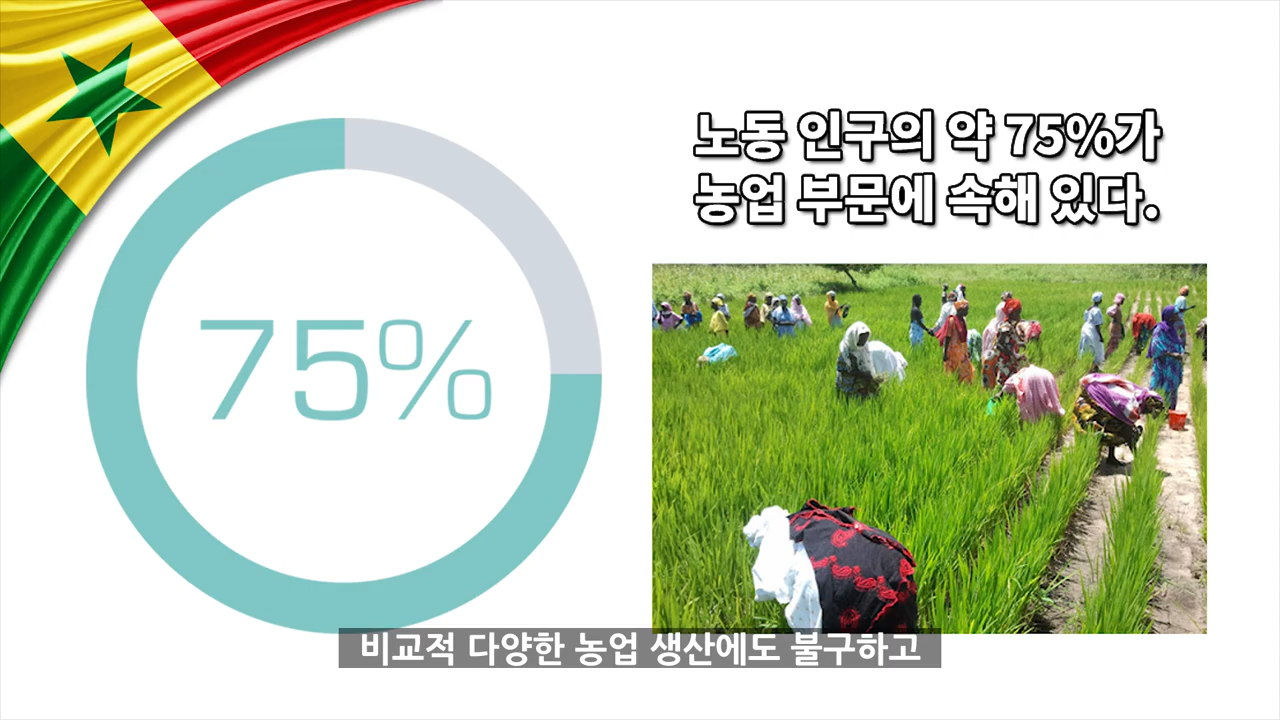 노동 인구의 약 75%가
농업 부문에 속해 있다.
75%
비교적 다양한 농업 생산에도 불구하고